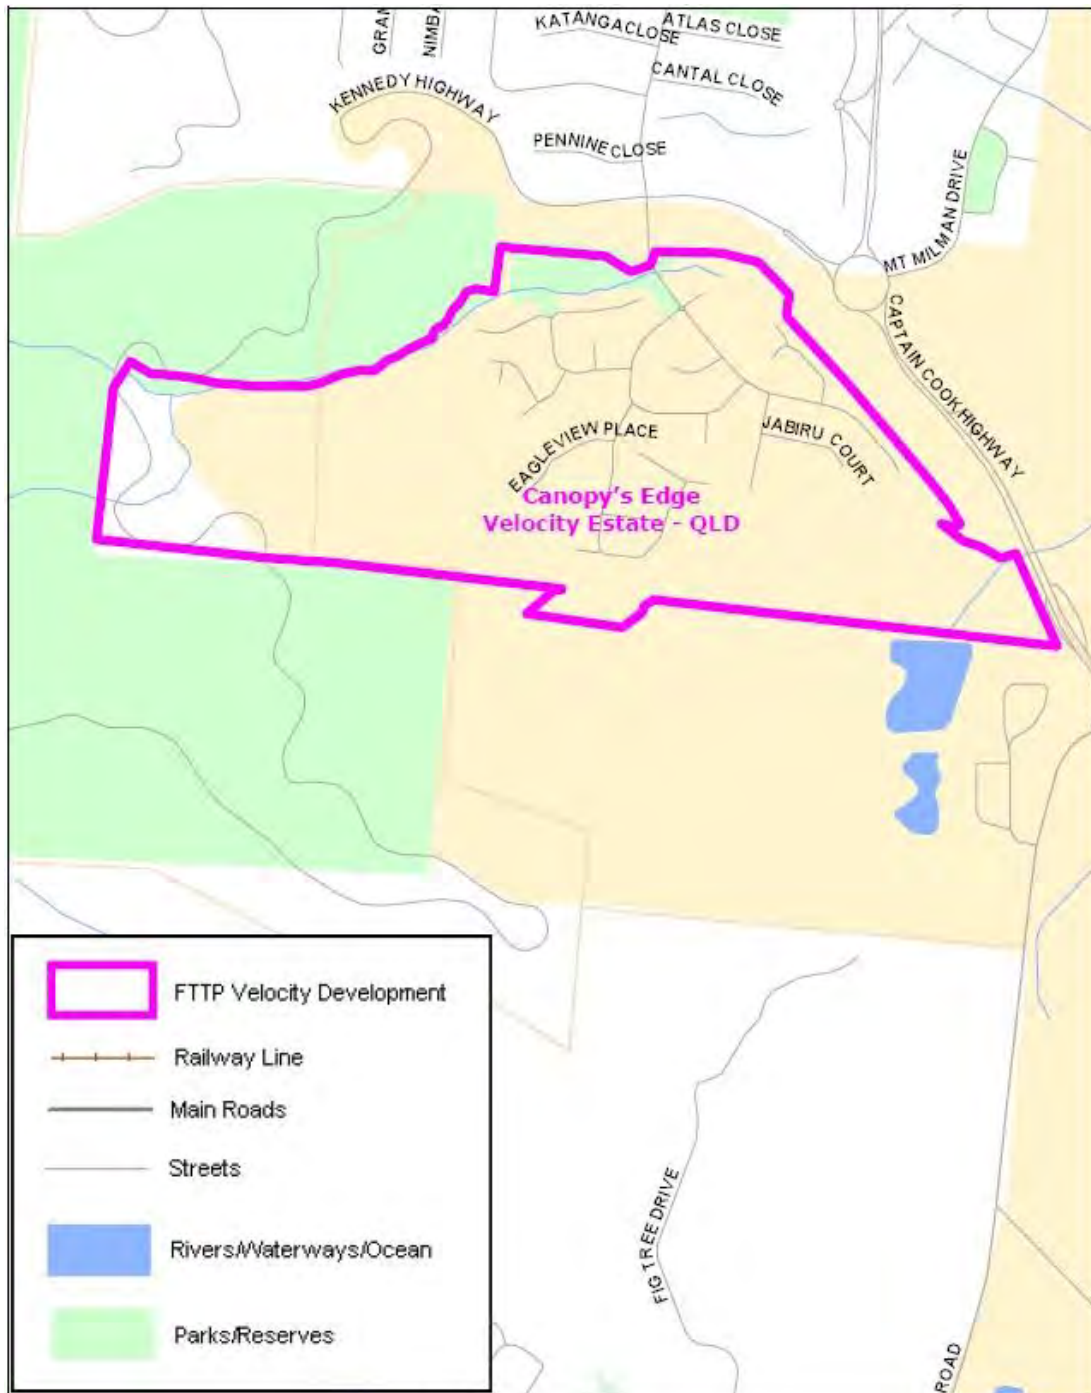 GRAN
NIMBA
KATANGA CLOSE
ATLAS CLOSE
CANTAL CLOSE
KENNEDY HIGHWAY
PENNINE CLOSE
MT MILMAN DRIVE
CAPTAIN COOK HIGHWAY
EAGLEVIEW PLACE
JABIRU COURT
Canopy's Edge
Velocity Estate - QLD
FTTP Velocity Development
Railway Line
Main Roads
Streets
Rivers/Waterways/Ocean
Parks/Reserves
FIG TREE DRIVE
ROAD